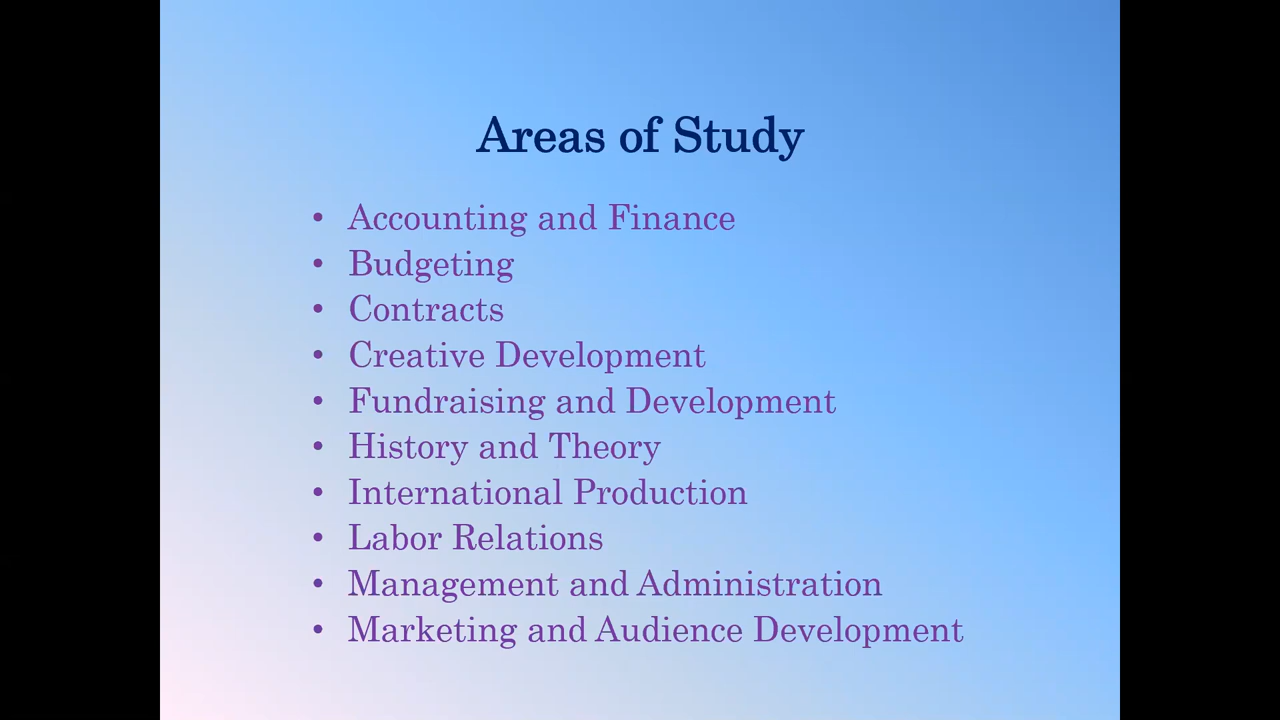 Areas of Study
• Accounting and Finance
• Budgeting
• Contracts
• Creative Development
• Fundraising and Development
• History and Theory
• International Production
• Labor Relations
• Management and Administration
• Marketing and Audience Development